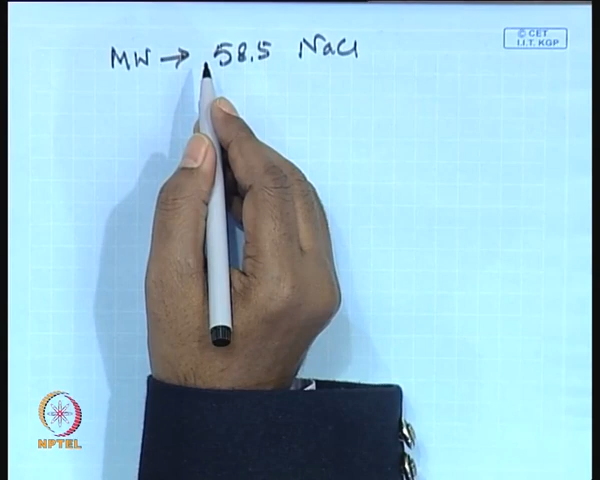 MW → 58.5 NaCl
© CET
I.I.T. KGP
NPTEL